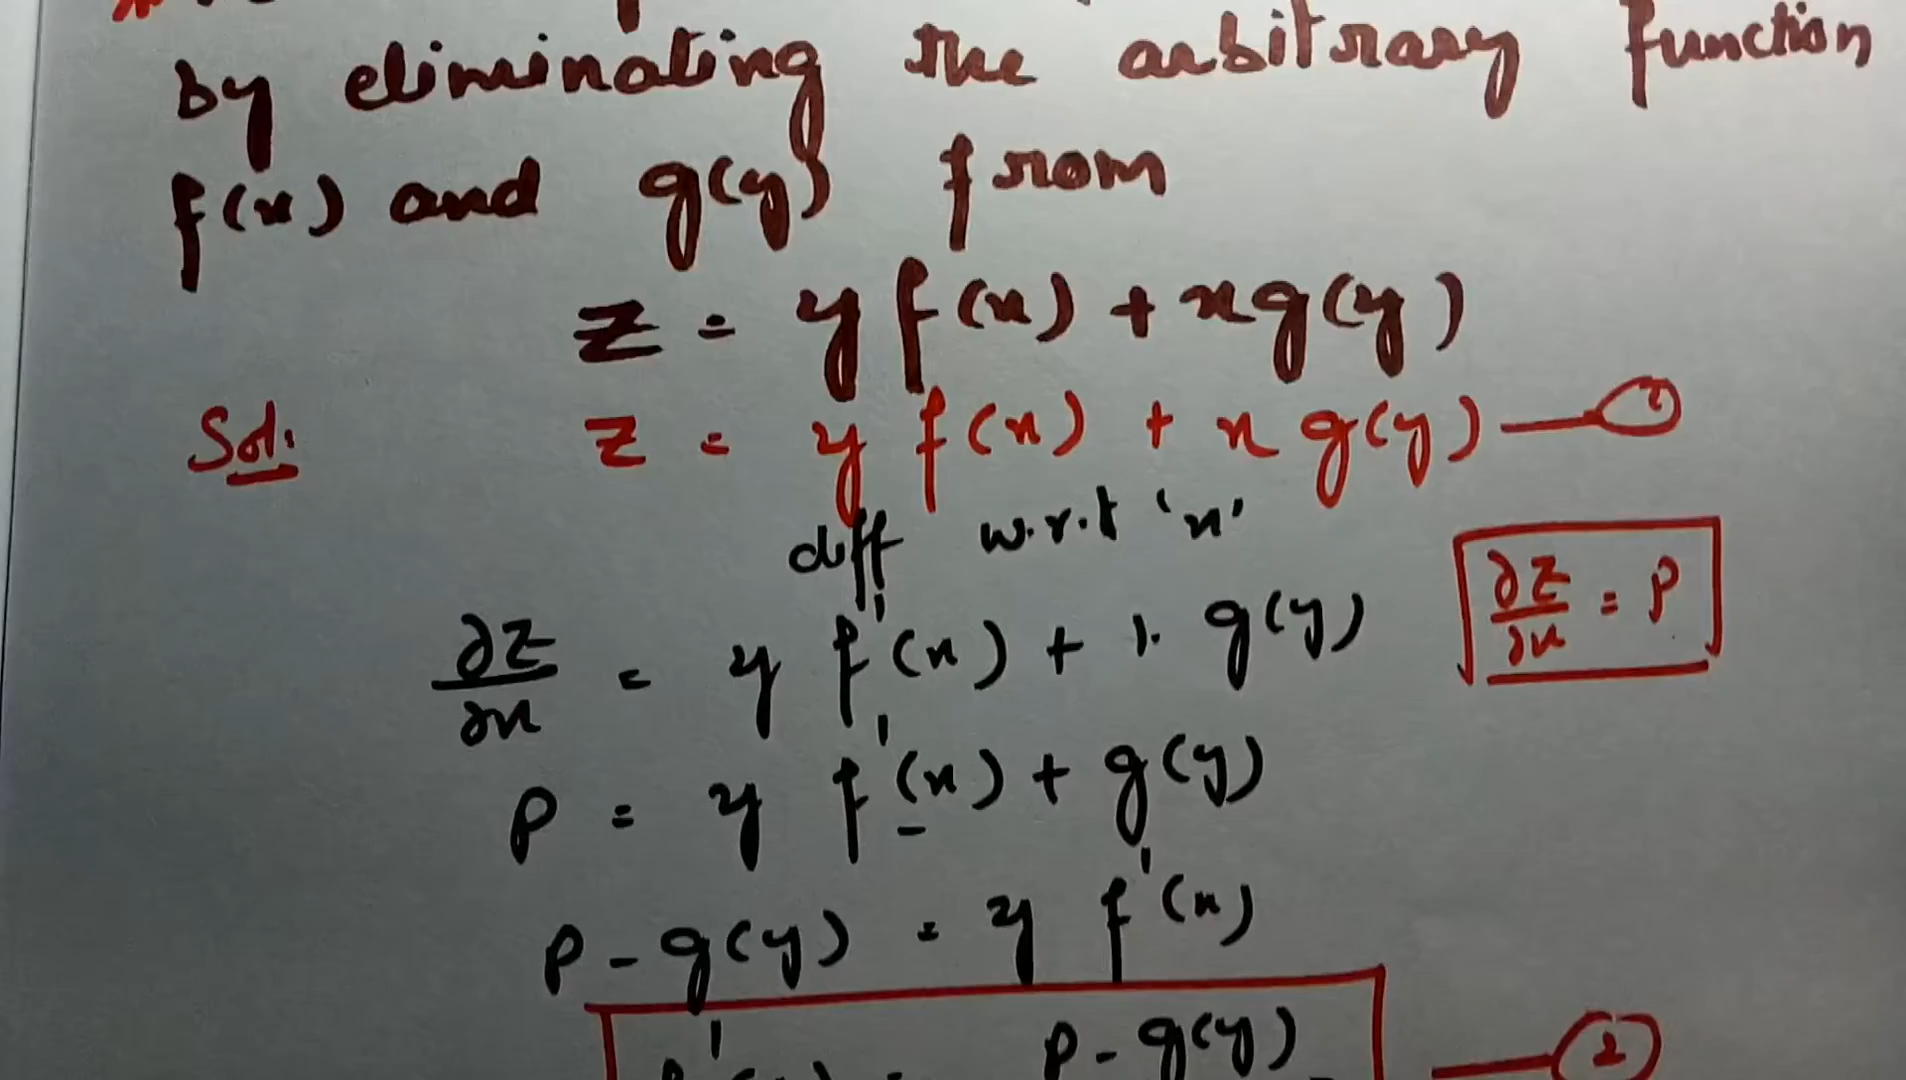 by eliminating the arbitrary function
f(x) and g(y) from
z = y f(x) + x g(y)
Sol: z = y f(x) + x g(y) — 1
diff w.r.t 'x'
∂z/∂x = y f'(x) + 1. g(y)
∂z/∂x = p
p = y f'(x) + g(y)
p - g(y) = y f'(x)
p - g(y) — 2